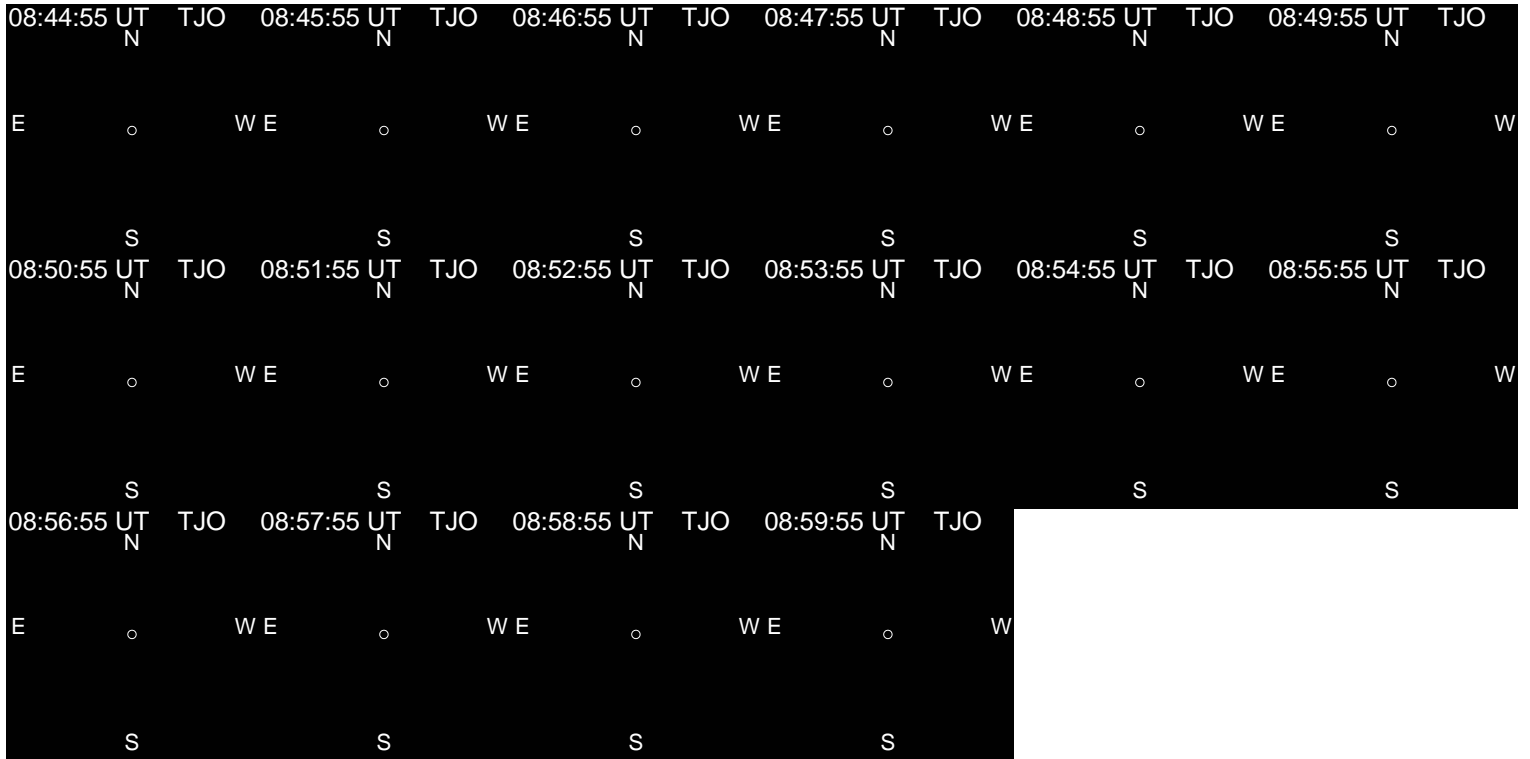 08:44:55 UT TJO 08:45:55 UT TJO 08:46:55 UT TJO 08:47:55 UT TJO 08:48:55 UT TJO 08:49:55 UT TJO
N N N N N N
E W E W E W E W E W E W
S S S S S S
08:50:55 UT TJO 08:51:55 UT TJO 08:52:55 UT TJO 08:53:55 UT TJO 08:54:55 UT TJO 08:55:55 UT TJO
N N N N N N
E W E W E W E W E W E W
S S S S S S
08:56:55 UT TJO 08:57:55 UT TJO 08:58:55 UT TJO 08:59:55 UT TJO
N N N N
E W E W E W E W
S S S S